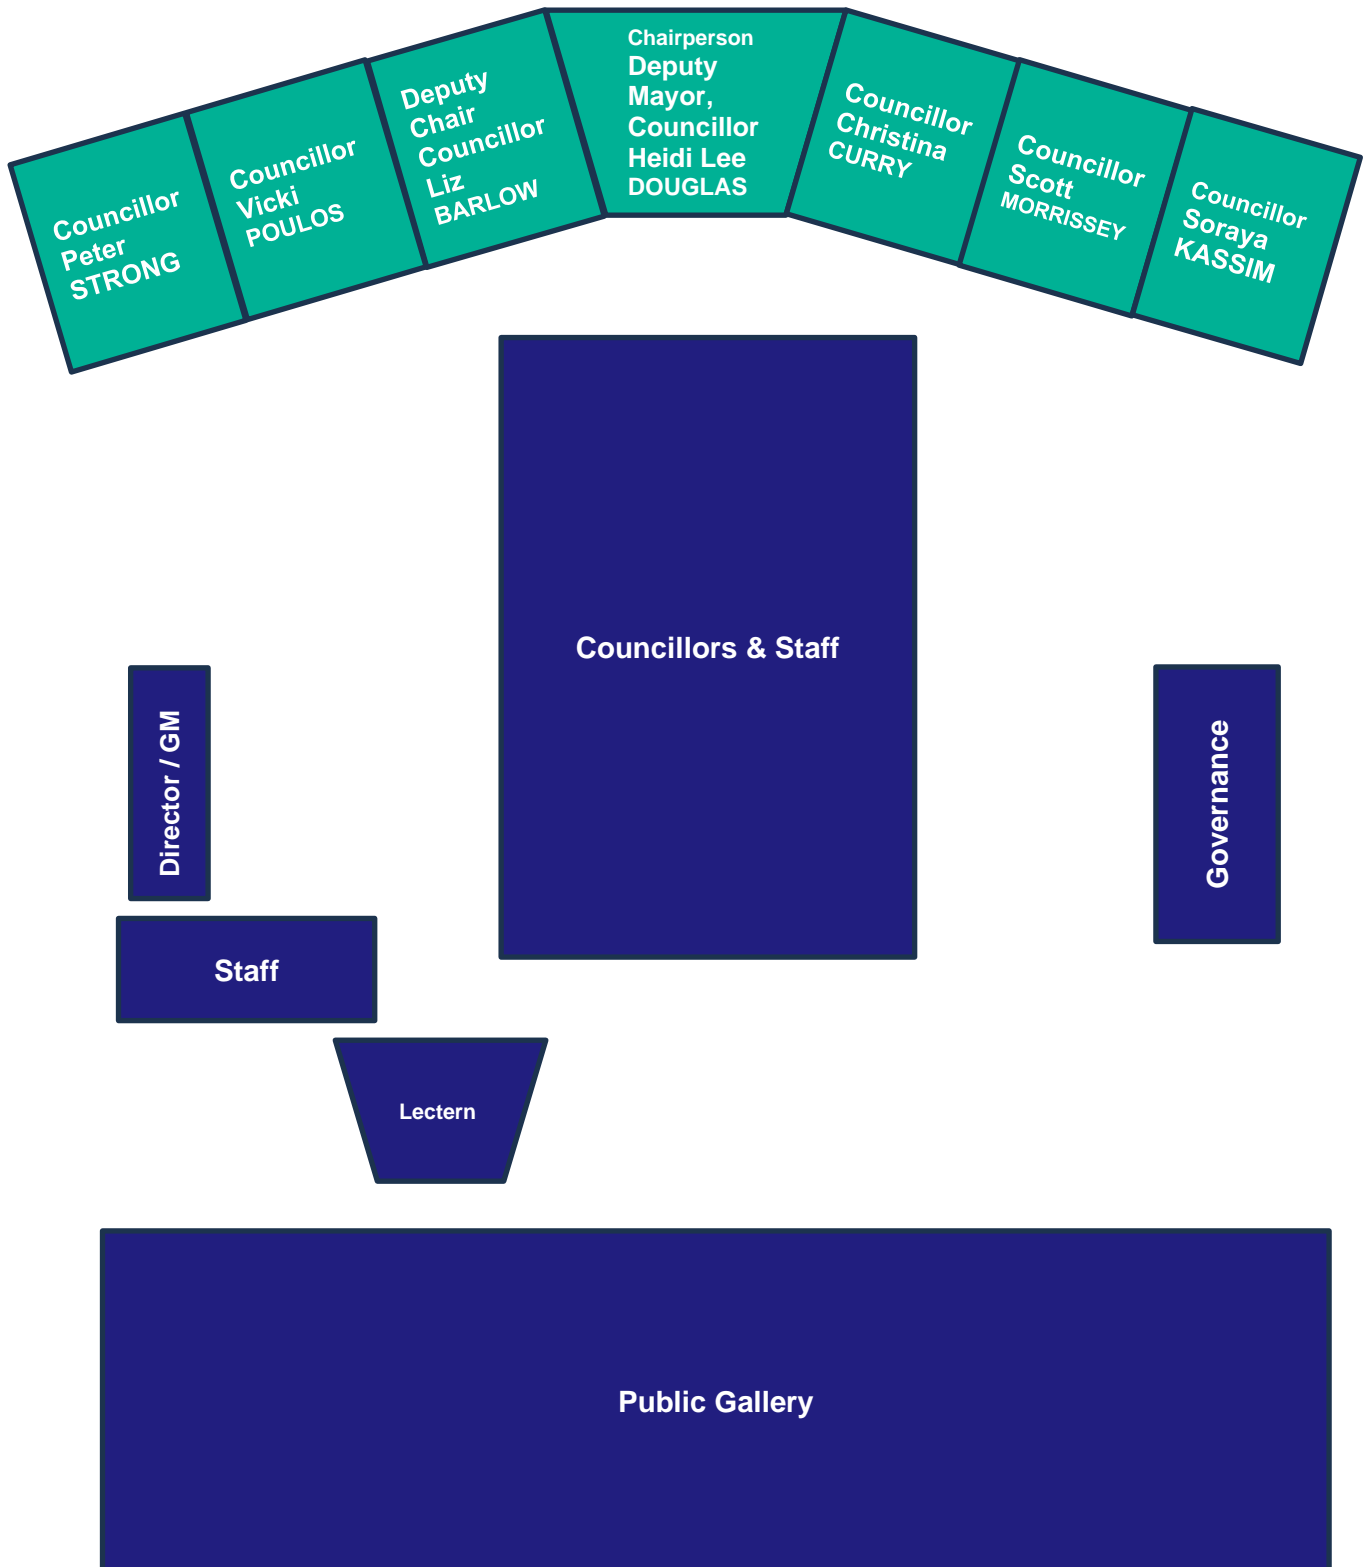 Councillor
Peter
STRONG
Councillor
Vicki
POULOS
Deputy
Chair
Councillor
Liz
BARLOW
Chairperson
Deputy
Mayor,
Councillor
Heidi Lee
DOUGLAS
Councillor
Christina
CURRY
Councillor
Scott
MORRISSEY
Councillor
Soraya
KASSIM
Councillors & Staff
Director / GM
Governance
Staff
Lectern
Public Gallery